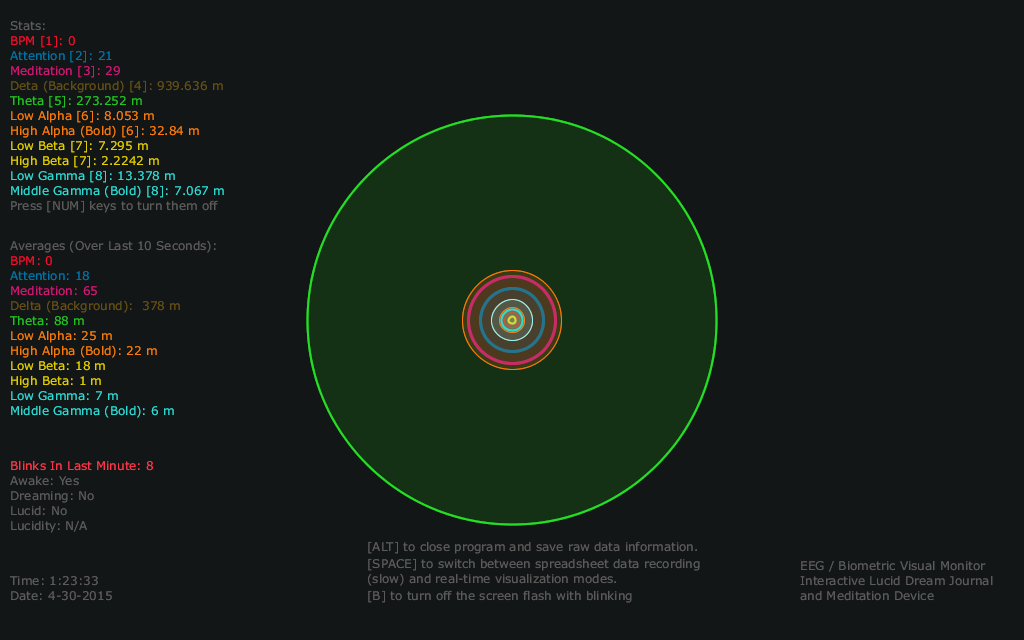 Stats:
BPM [1]: 0
Attention [2]: 21
Meditation [3]: 29
Deta (Background) [4]: 939.636 m
Theta [5]: 273.252 m
Low Alpha [6]: 8.053 m
High Alpha (Bold) [6]: 32.84 m
Low Beta [7]: 7.295 m
High Beta [7]: 2.2242 m
Low Gamma [8]: 13.378 m
Middle Gamma (Bold) [8]: 7.067 m
Press [NUM] keys to turn them off
Averages (Over Last 10 Seconds):
BPM: 0
Attention: 18
Meditation: 65
Delta (Background):  378 m
Theta: 88 m
Low Alpha: 25 m
High Alpha (Bold): 22 m
Low Beta: 18 m
High Beta: 1 m
Low Gamma: 7 m
Middle Gamma (Bold): 6 m
Blinks In Last Minute: 8
Awake: Yes
Dreaming: No
Lucid: No
Lucidity: N/A
Time: 1:23:33
Date: 4-30-2015
[ALT] to close program and save raw data information.
[SPACE] to switch between spreadsheet data recording
(slow) and real-time visualization modes.
[B] to turn off the screen flash with blinking
EEG / Biometric Visual Monitor
Interactive Lucid Dream Journal
and Meditation Device